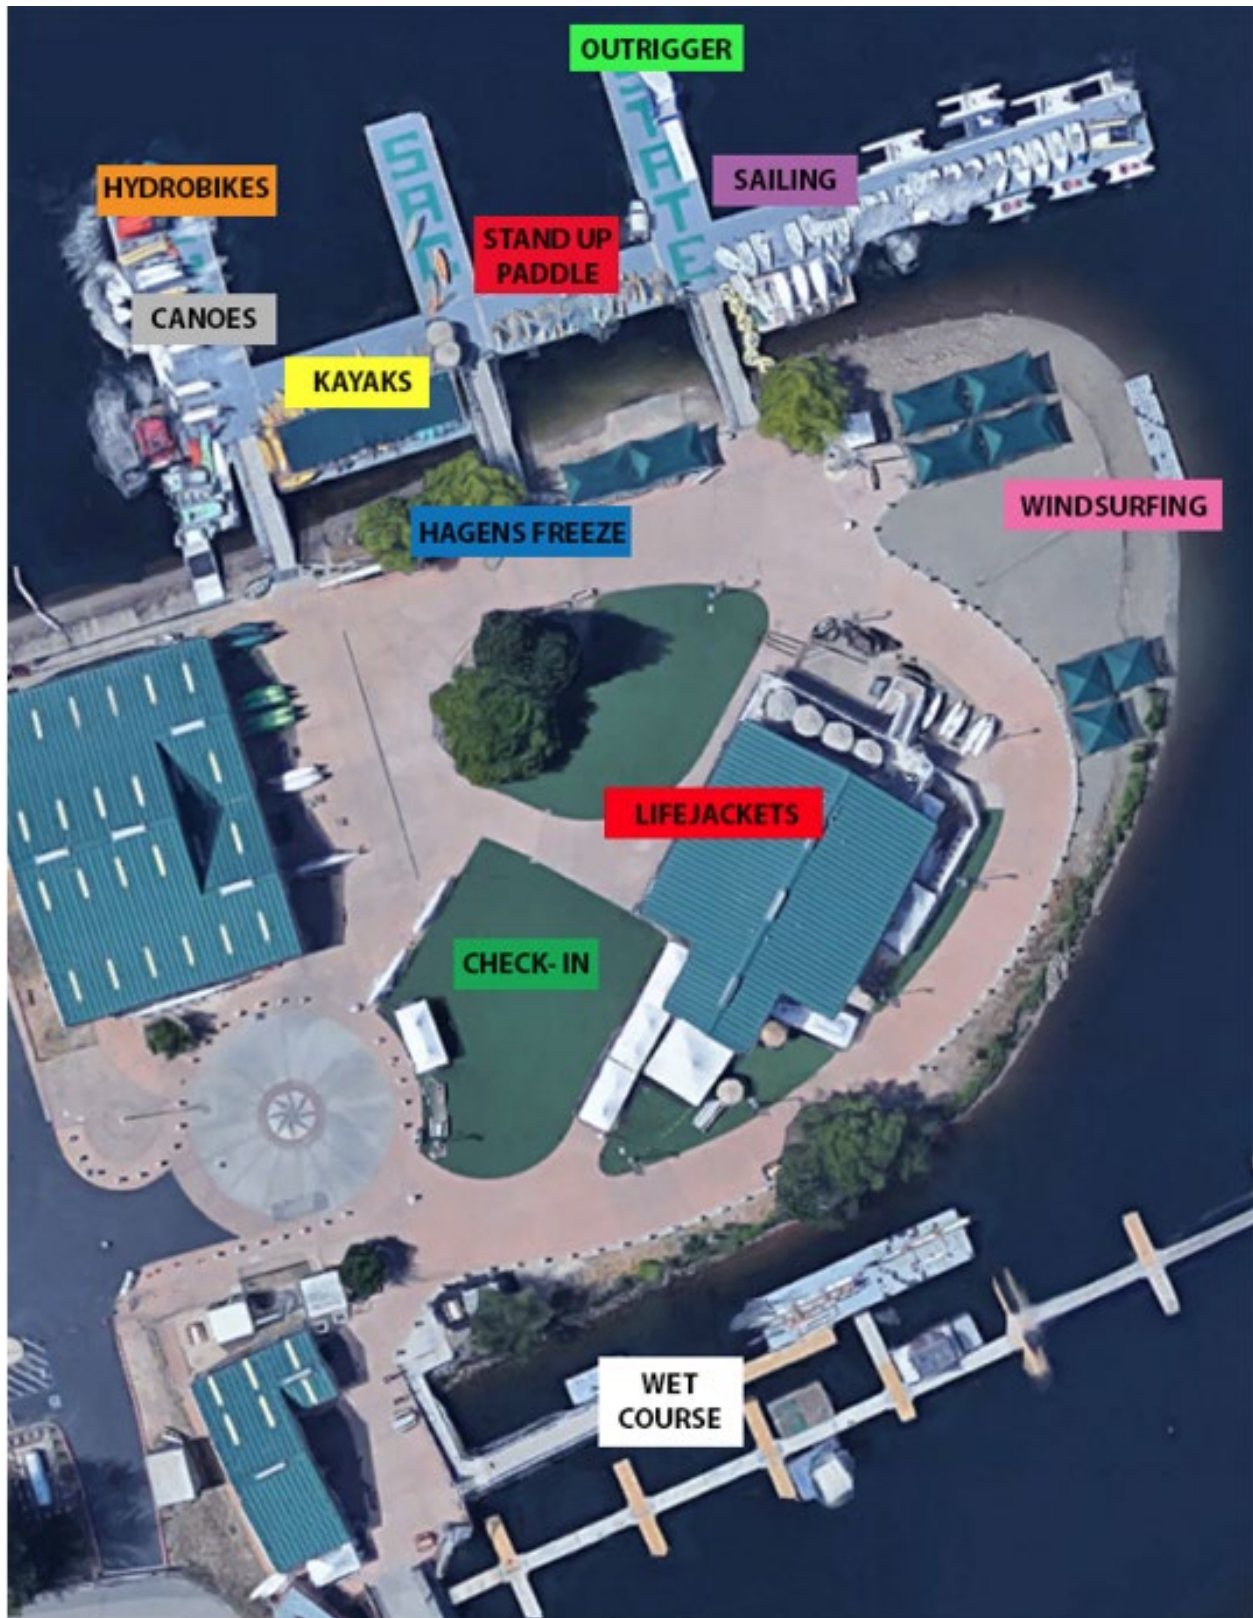 OUTRIGGER
SAC
STATE
HYDROBIKES
SAILING
STAND UP
PADDLE
CANOES
KAYAKS
WINDSURFING
HAGENS FREEZE
LIFEJACKETS
CHECK- IN
WET
COURSE